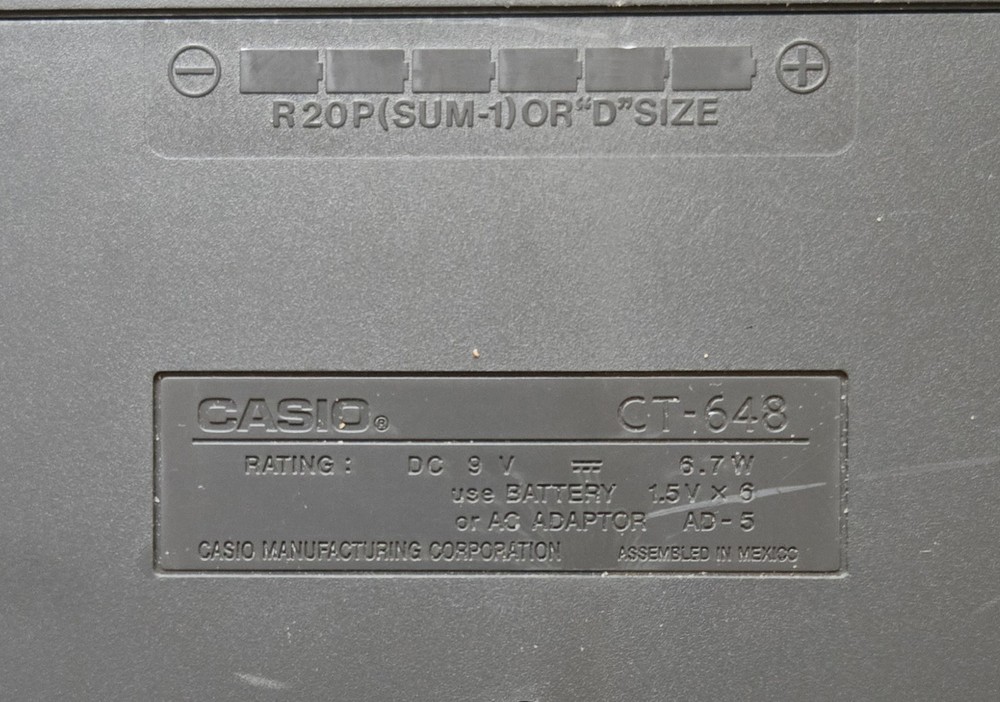 R20P(SUM-1)OR“D”SIZE
CASIO® CT-648
RATING : DC 9 V ⎓ 6.7W
use BATTERY 1.5V × 6
or AC ADAPTOR AD-5
CASIO MANUFACTURING CORPORATION ASSEMBLED IN MEXICO